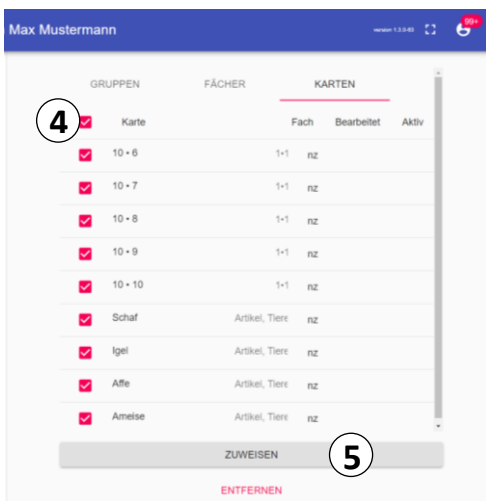 Max Mustermann version 1.3.0-83 99+
GRUPPEN FÄCHER KARTEN
4 Karte Fach Bearbeitet Aktiv
10 • 6 1•1 nz
10 • 7 1•1 nz
10 • 8 1•1 nz
10 • 9 1•1 nz
10 • 10 1•1 nz
Schaf Artikel, Tiere nz
Igel Artikel, Tiere nz
Affe Artikel, Tiere nz
Ameise Artikel, Tiere nz
ZUWEISEN 5
ENTFERNEN